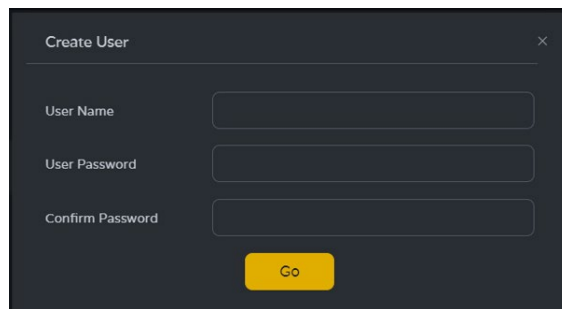 Create User ×
User Name
User Password
Confirm Password
Go